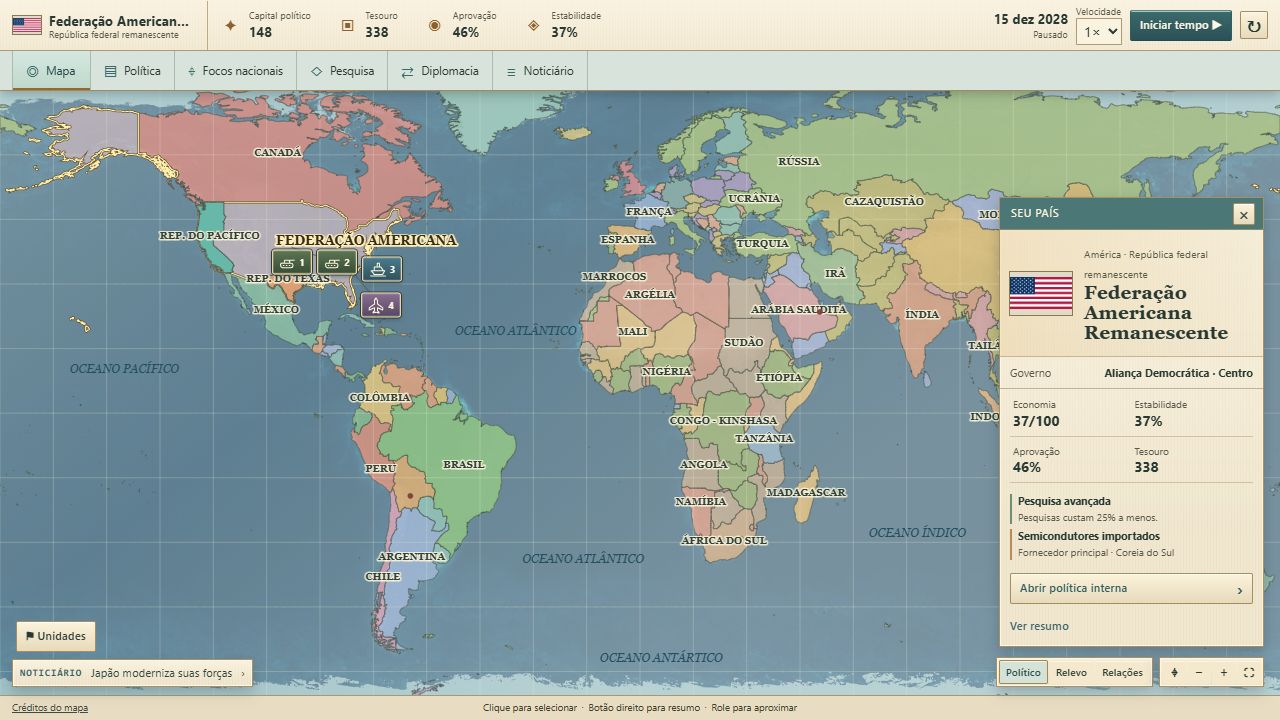 Federação American...
República federal remanescente
Capital político
148
Tesouro
338
Aprovação
46%
Estabilidade
37%
15 dez 2028
Pausado
Velocidade
1×
Iniciar tempo
Mapa
Política
Focos nacionais
Pesquisa
Diplomacia
Noticiário
CANADÁ
RÚSSIA
UCRÂNIA
CAZAQUISTÃO
FRANÇA
REP. DO PACÍFICO
FEDERAÇÃO AMERICANA
ESPANHA
TURQUIA
1
2
3
REP. DO TEXAS
MARROCOS
IRÃ
4
MÉXICO
ARGÉLIA
ARÁBIA SAUDITA
ÍNDIA
OCEANO ATLÂNTICO
MALI
SUDÃO
OCEANO PACÍFICO
NIGÉRIA
ETIÓPIA
COLÔMBIA
CONGO - KINSHASA
TANZÂNIA
PERU
BRASIL
ANGOLA
NAMÍBIA
MADAGASCAR
OCEANO ÍNDICO
ÁFRICA DO SUL
ARGENTINA
OCEANO ATLÂNTICO
CHILE
OCEANO ANTÁRTICO
SEU PAÍS
América · República federal
remanescente
Federação
Americana
Remanescente
Governo
Aliança Democrática · Centro
Economia
37/100
Estabilidade
37%
Aprovação
46%
Tesouro
338
Pesquisa avançada
Pesquisas custam 25% a menos.
Semicondutores importados
Fornecedor principal · Coreia do Sul
Abrir política interna
Ver resumo
Unidades
NOTICIÁRIO Japão moderniza suas forças
Político
Relevo
Relações
Créditos do mapa
Clique para selecionar · Botão direito para resumo · Role para aproximar